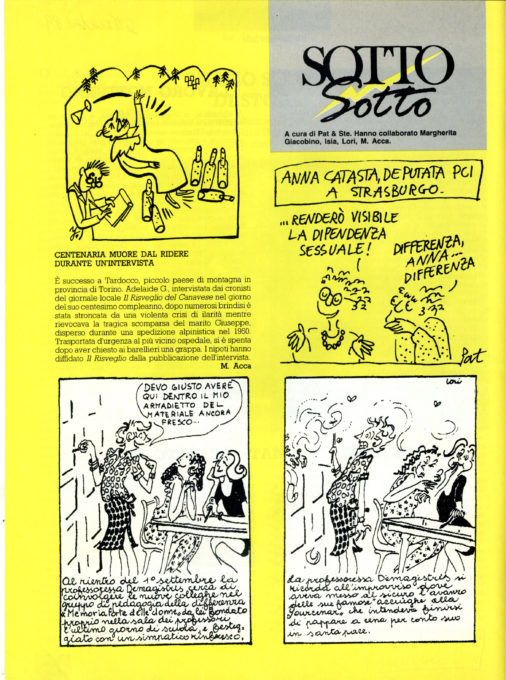 SOTTO
Sotto
A cura di Pat & Ste. Hanno collaborato Margherita
Giacobino, Isia, Lori, M. Acca.
CENTENARIA MUORE DAL RIDERE
DURANTE UN'INTERVISTA
È successo a Tardocco, piccolo paese di montagna in
provincia di Torino. Adelaide G., intervistata dai cronisti
del giornale locale Il Risveglio del Canavese nel giorno
del suo centesimo compleanno, dopo numerosi brindisi è
stata stroncata da una violenta crisi di ilarità mentre
rievocava la tragica scomparsa del marito Giuseppe,
disperso durante una spedizione alpinistica nel 1950.
Trasportata d'urgenza al più vicino ospedale, si è spenta
dopo aver chiesto ai barellieri una grappa. I nipoti hanno
diffidato Il Risveglio dalla pubblicazione dell'intervista.
M. Acca
ANNA CATASTA, DEPUTATA PCI
A STRASBURGO.
...RENDERÒ VISIBILE
LA DIPENDENZA
SESSUALE!
DIFFERENZA,
ANNA...
DIFFERENZA
Pat
DEVO GIUSTO AVERE
QUI DENTRO IL MIO
ARMADIETTO DEL
MATERIALE ANCORA
FRESCO...
Al rientro del 1° settembre la
professoressa Demagistris cerca di
coinvolgere le nuove colleghe nel
gruppo di pedagogia della differenza
e Memoria Forte delle donne, da lei fondato
proprio nella sala dei professori
l'ultimo giorno di scuola, e festeg-
giato con un simpatico rinfresco.
Lori
La professoressa Demagistris si
ricorda all'improvviso dove
aveva messo al sicuro l'avanzo
delle sue famose "acciughe alla
Yourcenar", che intendeva finirsi
di pappare a cena per conto suo
in santa pace.